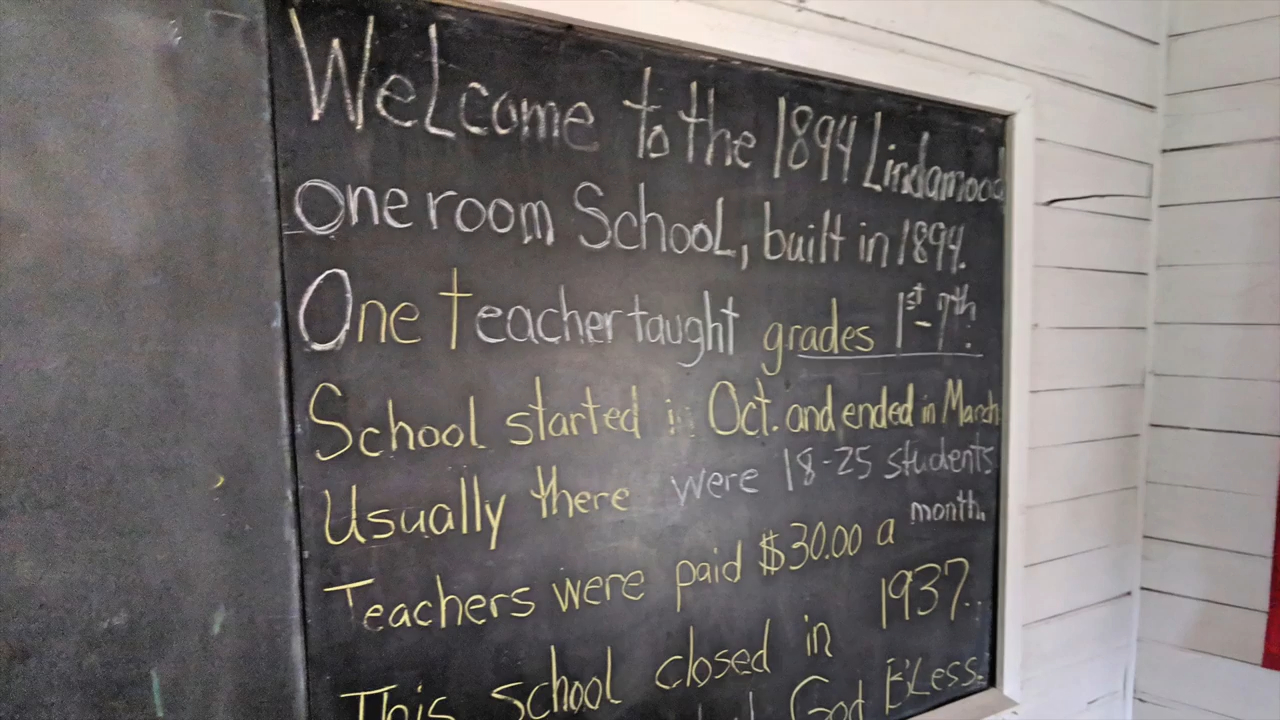 Welcome to the 1894 Lindamood
one room School, built in 1894.
One teacher taught grades 1st-7th.
School started in Oct. and ended in March
Usually there were 18-25 students
Teachers were paid $30.00 a month.
This school closed in 1937.
God Bless.